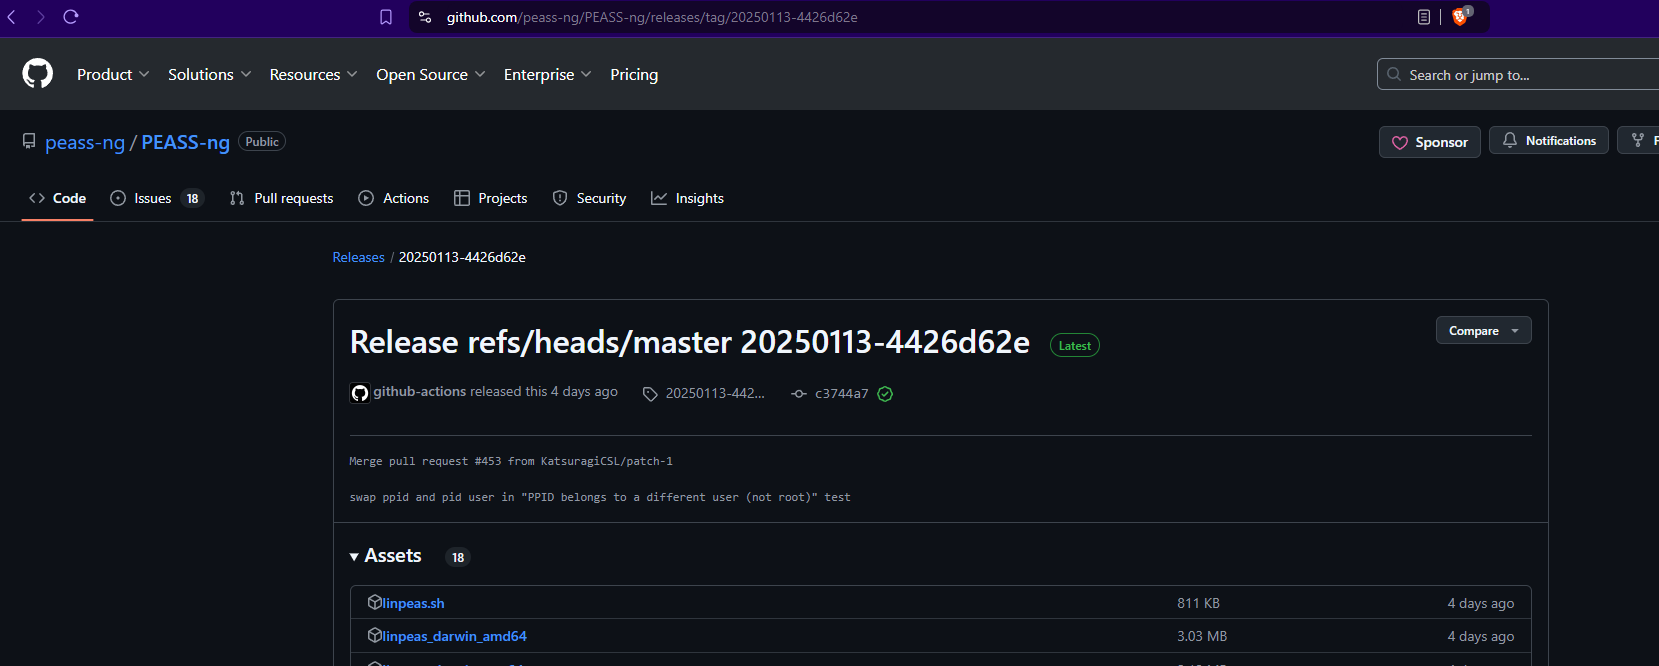 github.com/peass-ng/PEASS-ng/releases/tag/20250113-4426d62e
1
Product Solutions Resources Open Source Enterprise Pricing
Search or jump to...
peass-ng / PEASS-ng Public
Sponsor Notifications
Code Issues 18 Pull requests Actions Projects Security Insights
Releases / 20250113-4426d62e
Release refs/heads/master 20250113-4426d62e Latest
Compare
github-actions released this 4 days ago 20250113-442... c3744a7
Merge pull request #453 from KatsuragiCSL/patch-1
swap ppid and pid user in "PPID belongs to a different user (not root)" test
Assets 18
linpeas.sh 811 KB 4 days ago
linpeas_darwin_amd64 3.03 MB 4 days ago